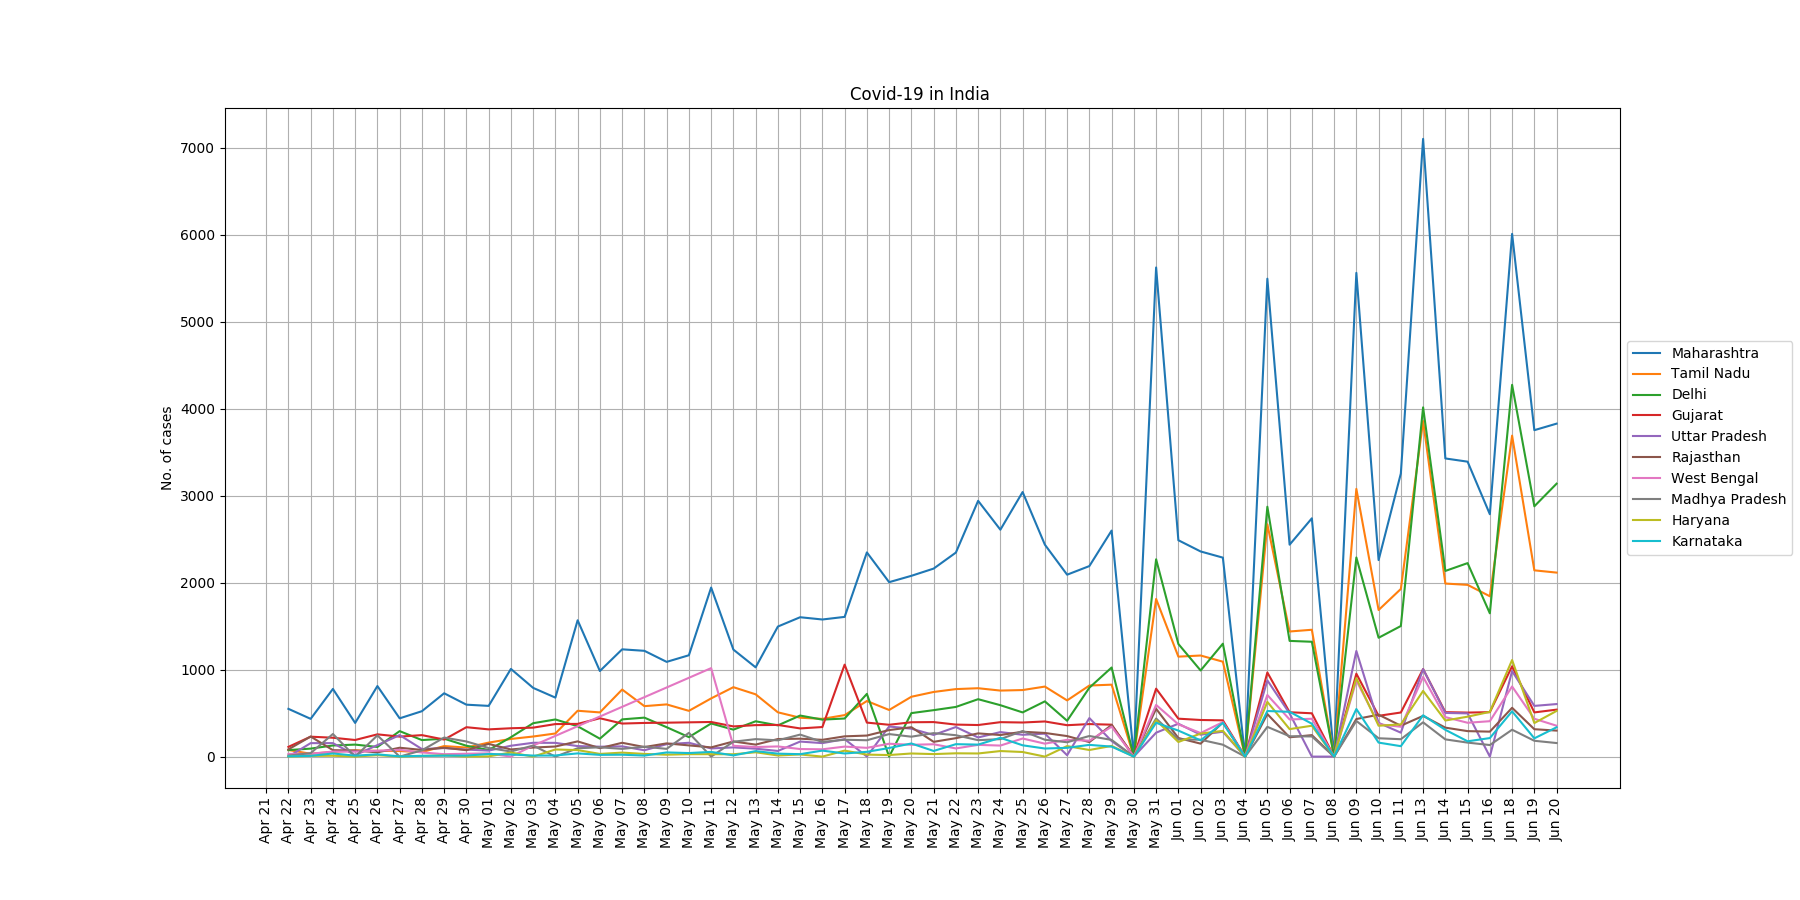 Covid-19 in India
No. of cases
7000
6000
5000
4000
3000
2000
1000
0
Apr 21
Apr 22
Apr 23
Apr 24
Apr 25
Apr 26
Apr 27
Apr 28
Apr 29
Apr 30
May 01
May 02
May 03
May 04
May 05
May 06
May 07
May 08
May 09
May 10
May 11
May 12
May 13
May 14
May 15
May 16
May 17
May 18
May 19
May 20
May 21
May 22
May 23
May 24
May 25
May 26
May 27
May 28
May 29
May 30
May 31
Jun 01
Jun 02
Jun 03
Jun 04
Jun 05
Jun 06
Jun 07
Jun 08
Jun 09
Jun 10
Jun 11
Jun 13
Jun 14
Jun 15
Jun 16
Jun 18
Jun 19
Jun 20
Maharashtra
Tamil Nadu
Delhi
Gujarat
Uttar Pradesh
Rajasthan
West Bengal
Madhya Pradesh
Haryana
Karnataka